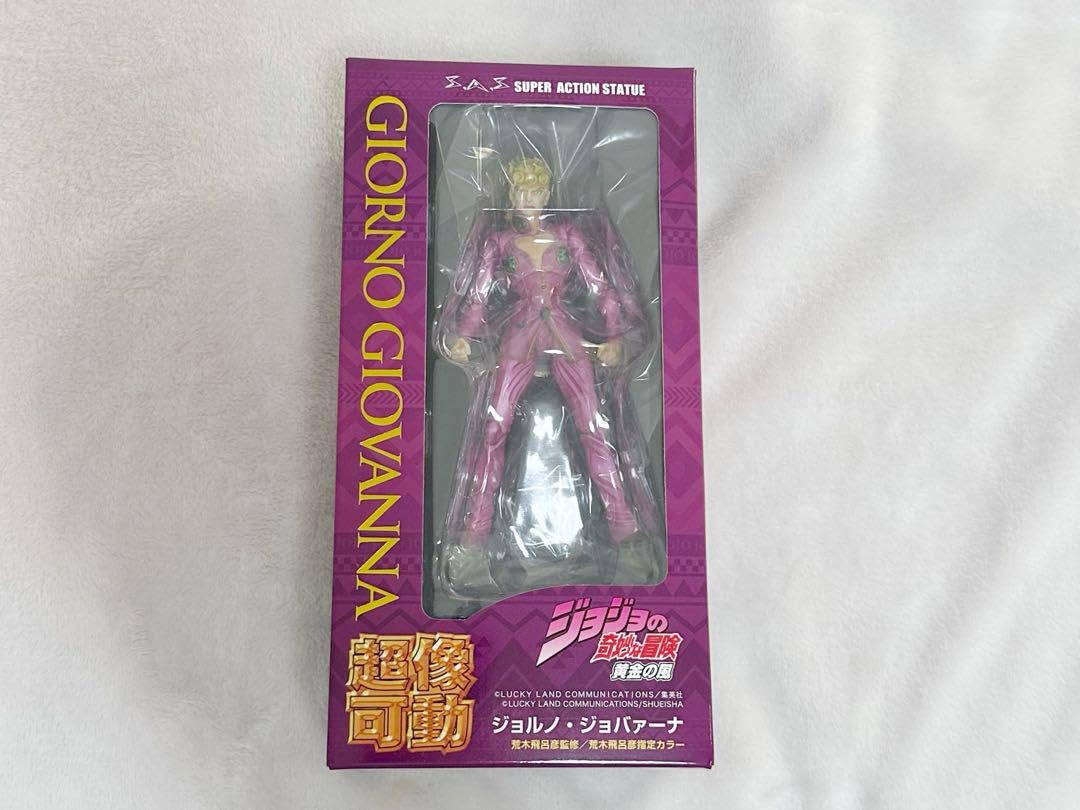 S.A.S SUPER ACTION STATUE
GIORNO GIOVANNA
超像
可動
ジョジョの
奇妙な冒険
黄金の風
©LUCKY LAND COMMUNICATIONS/集英社
©LUCKY LAND COMMUNICATIONS/SHUEISHA
ジョルノ・ジョバァーナ
荒木飛呂彦監修/荒木飛呂彦指定カラー